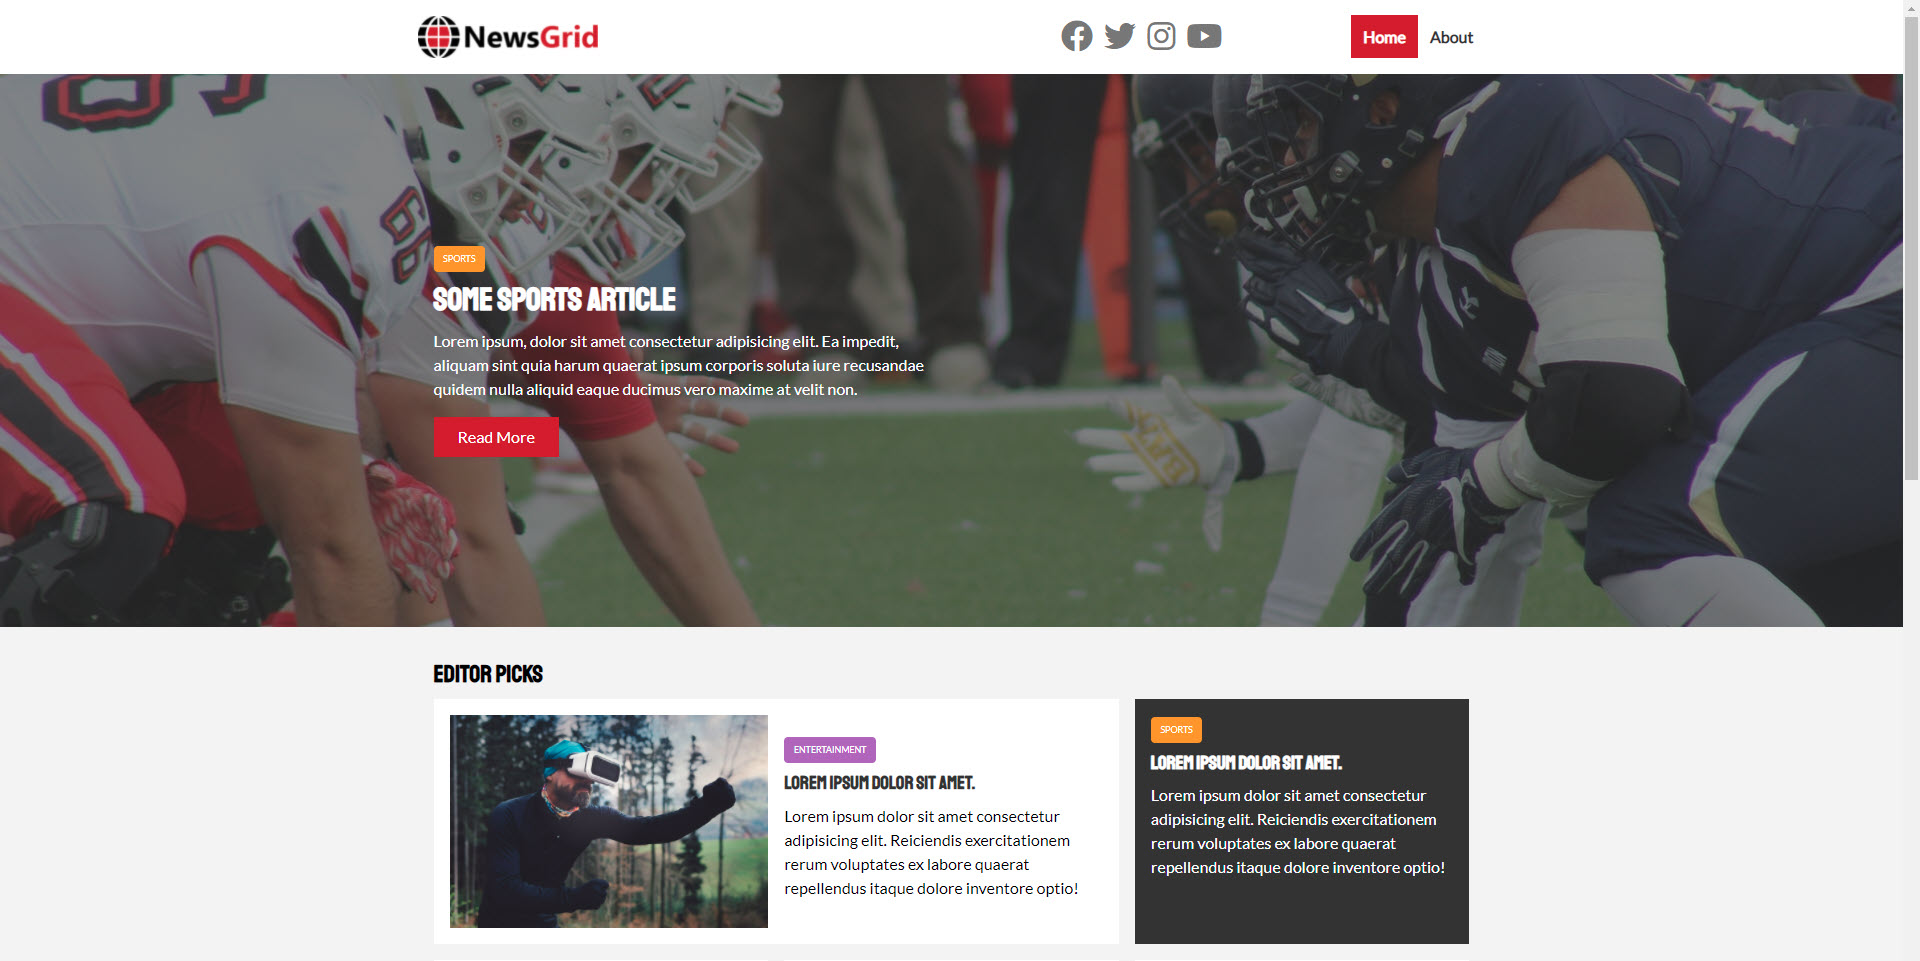 NewsGrid
Home
About
SPORTS
SOME SPORTS ARTICLE
Lorem ipsum, dolor sit amet consectetur adipisicing elit. Ea impedit,
aliquam sint quia harum quaerat ipsum corporis soluta iure recusandae
quidem nulla aliquid eaque ducimus vero maxime at velit non.
Read More
EDITOR PICKS
ENTERTAINMENT
LOREM IPSUM DOLOR SIT AMET.
Lorem ipsum dolor sit amet consectetur
adipisicing elit. Reiciendis exercitationem
rerum voluptates ex labore quaerat
repellendus itaque dolore inventore optio!
SPORTS
LOREM IPSUM DOLOR SIT AMET.
Lorem ipsum dolor sit amet consectetur
adipisicing elit. Reiciendis exercitationem
rerum voluptates ex labore quaerat
repellendus itaque dolore inventore optio!